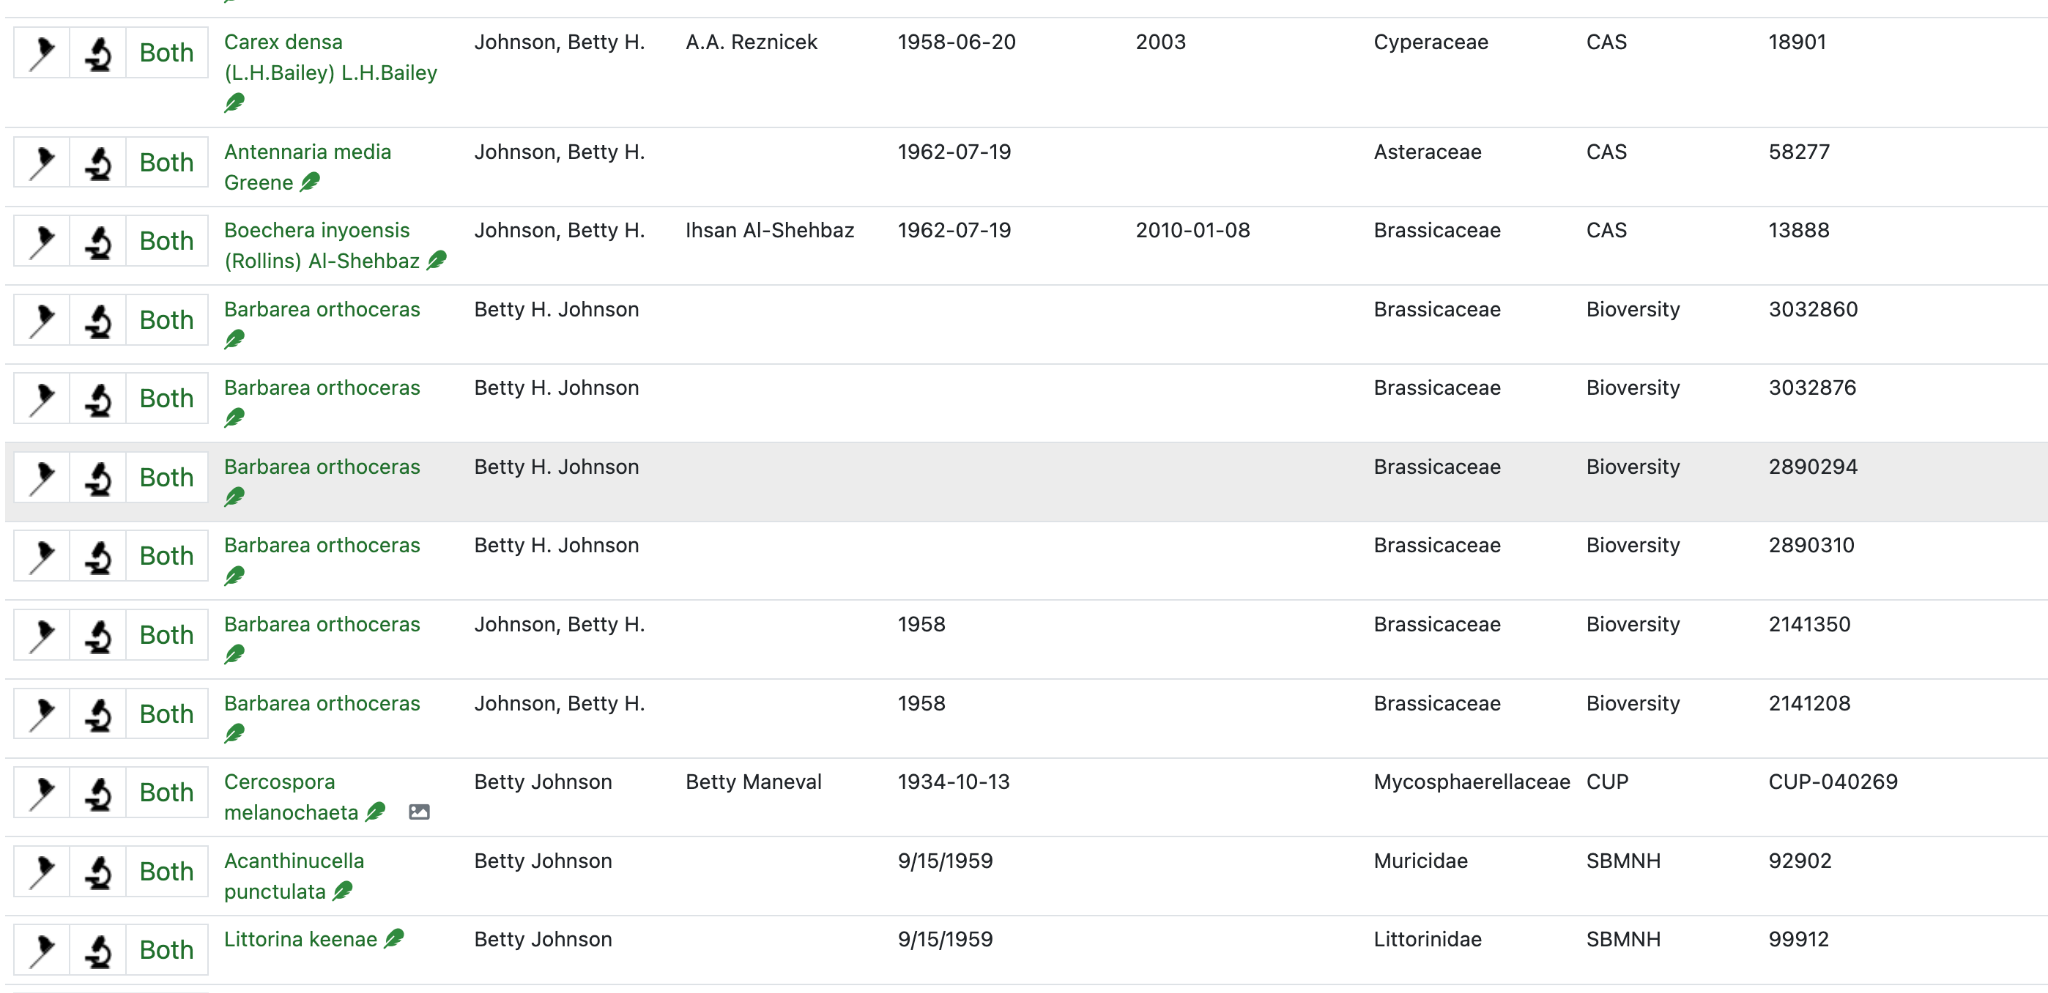 Both Carex densa Johnson, Betty H. A.A. Reznicek 1958-06-20 2003 Cyperaceae CAS 18901
(L.H.Bailey) L.H.Bailey
Both Antennaria media Johnson, Betty H. 1962-07-19 Asteraceae CAS 58277
Greene
Both Boechera inyoensis Johnson, Betty H. Ihsan Al-Shehbaz 1962-07-19 2010-01-08 Brassicaceae CAS 13888
(Rollins) Al-Shehbaz
Both Barbarea orthoceras Betty H. Johnson Brassicaceae Bioversity 3032860
Both Barbarea orthoceras Betty H. Johnson Brassicaceae Bioversity 3032876
Both Barbarea orthoceras Betty H. Johnson Brassicaceae Bioversity 2890294
Both Barbarea orthoceras Betty H. Johnson Brassicaceae Bioversity 2890310
Both Barbarea orthoceras Johnson, Betty H. 1958 Brassicaceae Bioversity 2141350
Both Barbarea orthoceras Johnson, Betty H. 1958 Brassicaceae Bioversity 2141208
Both Cercospora Betty Johnson Betty Maneval 1934-10-13 Mycosphaerellaceae CUP CUP-040269
melanochaeta
Both Acanthinucella Betty Johnson 9/15/1959 Muricidae SBMNH 92902
punctulata
Both Littorina keenae Betty Johnson 9/15/1959 Littorinidae SBMNH 99912